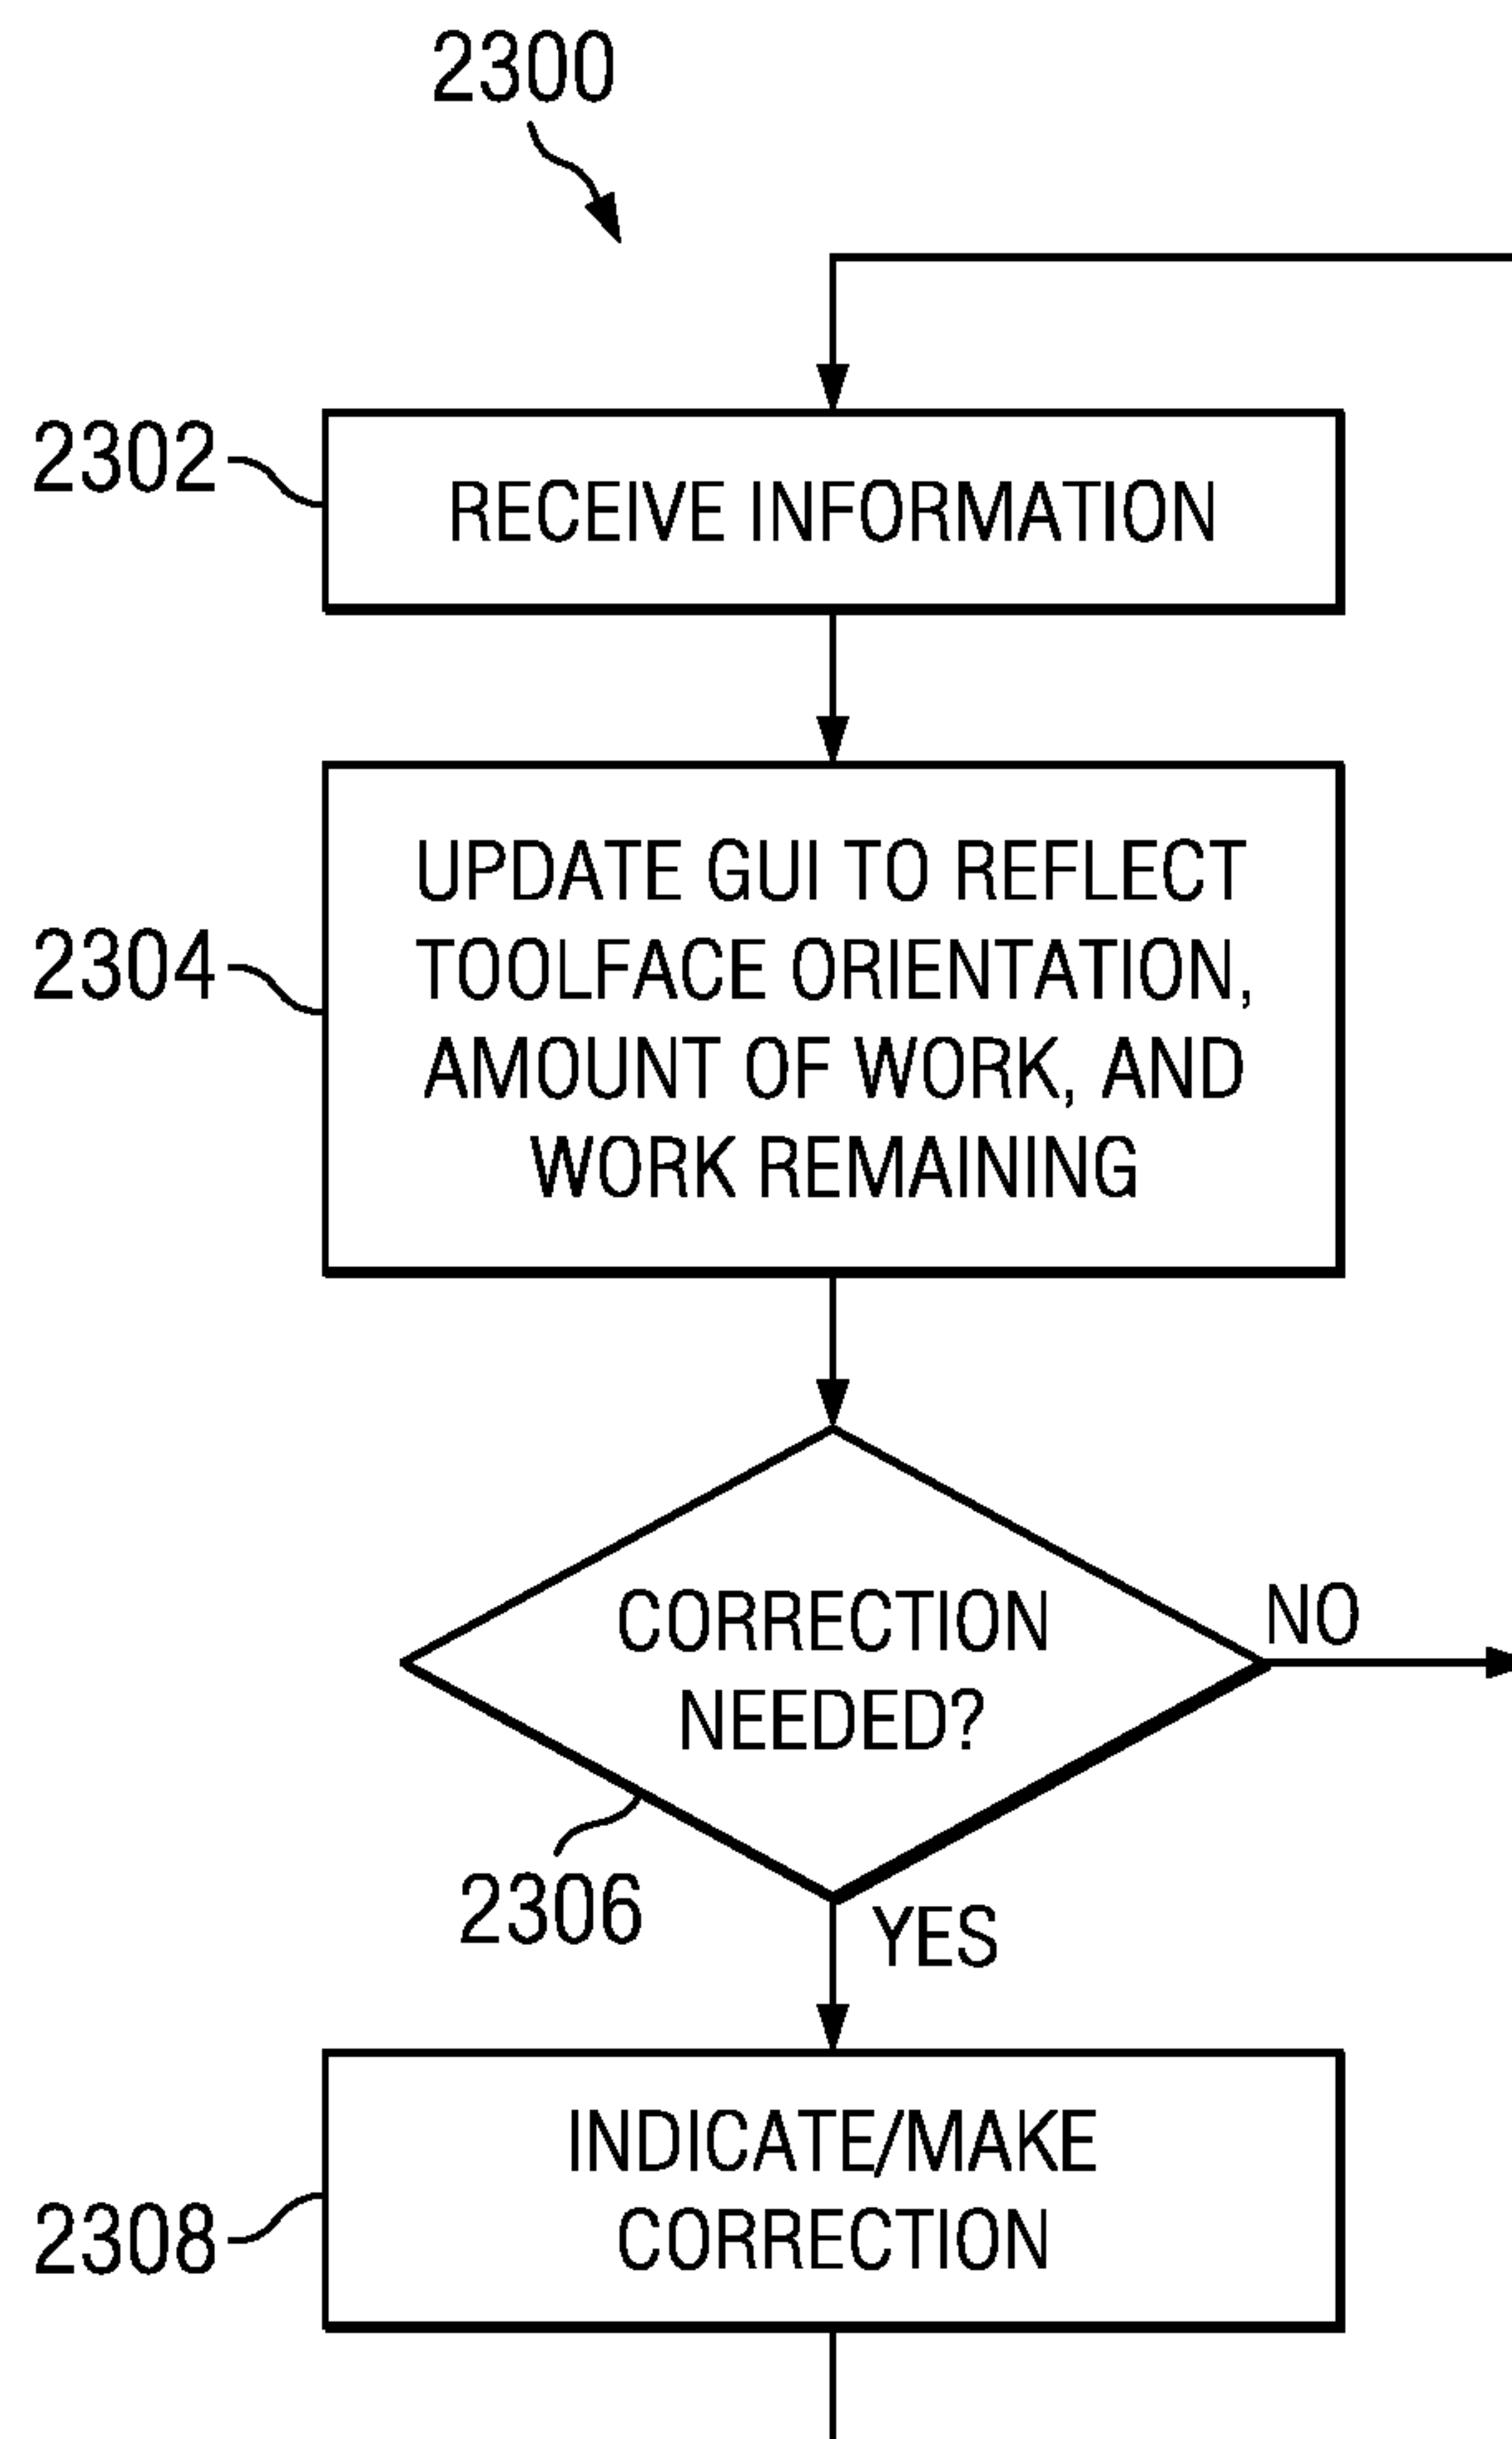 2300
2302
RECEIVE INFORMATION
2304
UPDATE GUI TO REFLECT
TOOLFACE ORIENTATION,
AMOUNT OF WORK, AND
WORK REMAINING
CORRECTION
NEEDED?
NO
2306
YES
2308
INDICATE/MAKE
CORRECTION